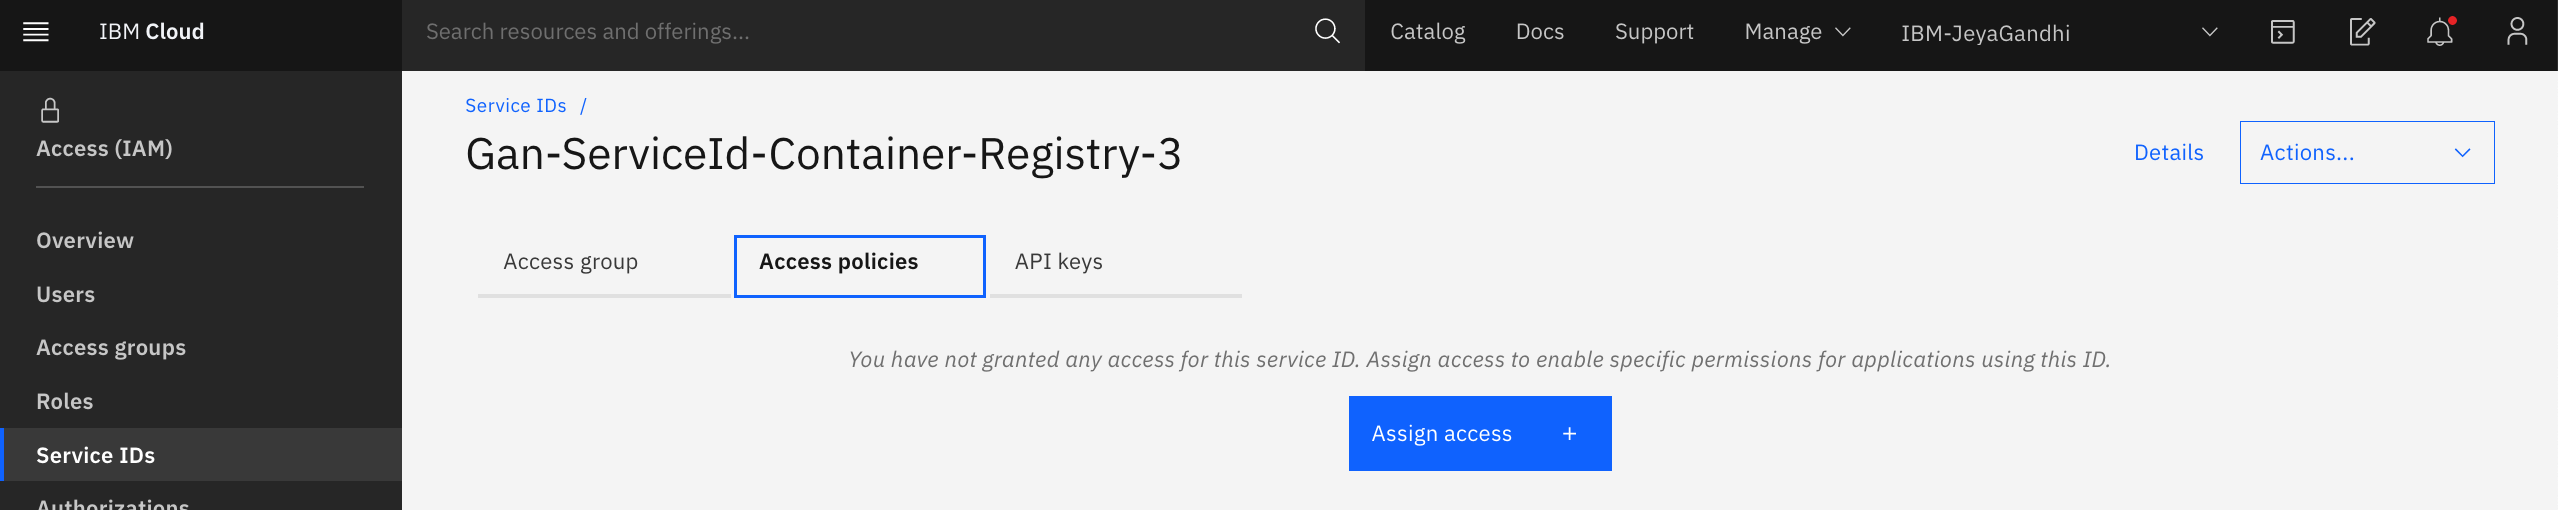 IBM Cloud
Search resources and offerings...
Catalog
Docs
Support
Manage
IBM-JeyaGandhi
Access (IAM)
Overview
Users
Access groups
Roles
Service IDs
Authorizations
Service IDs /
Gan-ServiceId-Container-Registry-3
Details
Actions...
Access group
Access policies
API keys
You have not granted any access for this service ID. Assign access to enable specific permissions for applications using this ID.
Assign access +